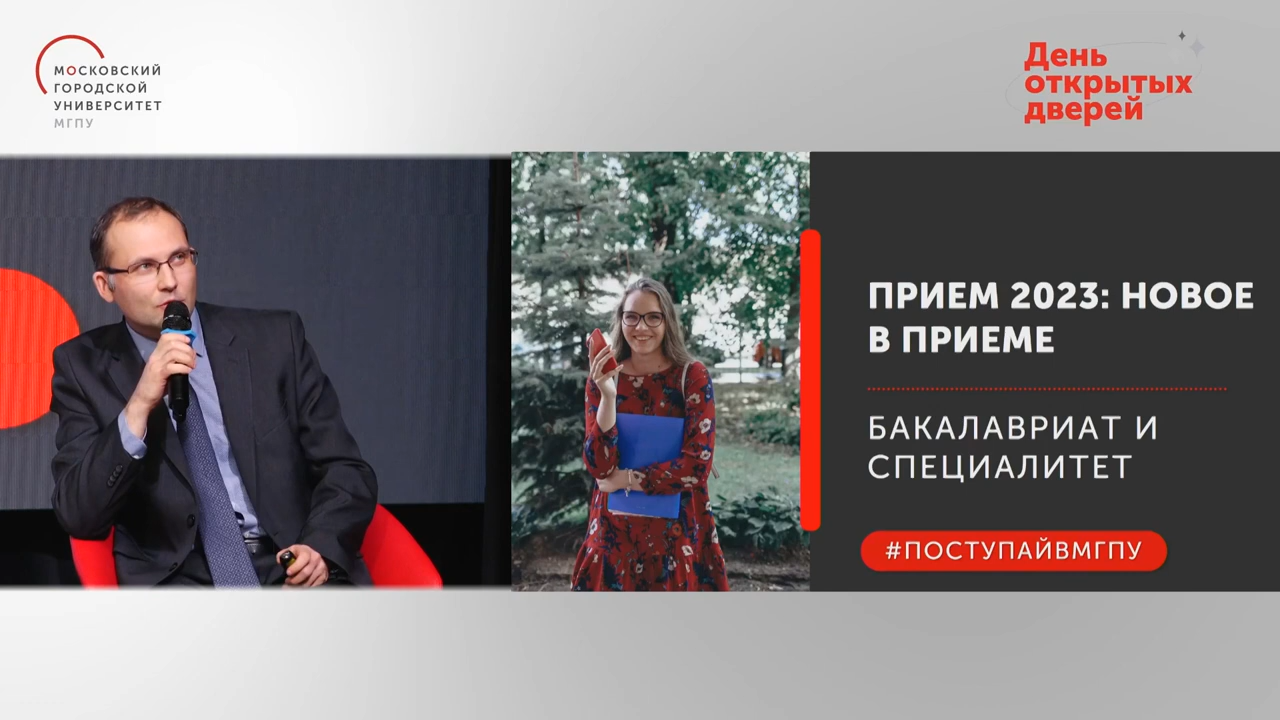 МОСКОВСКИЙ
ГОРОДСКОЙ
УНИВЕРСИТЕТ
МГПУ
День
открытых
дверей
ПРИЕМ 2023: НОВОЕ
В ПРИЕМЕ
БАКАЛАВРИАТ И
СПЕЦИАЛИТЕТ
#ПОСТУПАЙВМГПУ